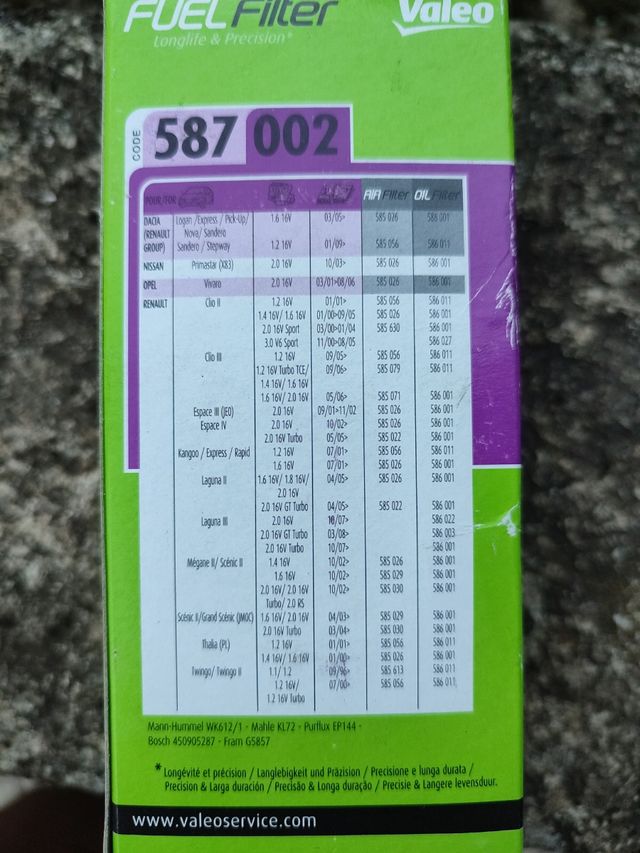 FUEL Filter Valeo
Longlife & Precision*
CODE 587 002
POUR/FOR AIR Filter OIL Filter
DACIA Logan /Express / Pick-Up/ 1.6 16V 03/05> 585 026 586 001
(RENAULT Nova/ Sandero
GROUP) Sandero / Stepway 1.2 16V 01/09> 585 056 586 011
NISSAN Primastar (X83) 2.0 16V 10/03> 585 026 586 001
OPEL Vivaro 2.0 16V 03/01>08/06 585 026 586 001
RENAULT Clio II 1.2 16V 01/01> 585 056 586 011
1.4 16V/ 1.6 16V 01/00>09/05 585 026 586 001
2.0 16V Sport 03/00>01/04 585 630 586 001
3.0 V6 Sport 11/00>08/05 586 027
Clio III 1.2 16V 09/05> 585 056 586 011
1.2 16V Turbo TCE/ 09/06> 585 079 586 011
1.4 16V/ 1.6 16V
1.6 16V/ 2.0 16V 05/06> 585 071 586 001
Espace III (JE0) 2.0 16V 09/01>11/02 585 026 586 001
Espace IV 2.0 16V 10/02> 585 026 586 001
2.0 16V Turbo 05/05> 585 022 586 001
Kangoo / Express / Rapid 1.2 16V 07/01> 585 056 586 011
1.6 16V 07/01> 585 026 586 001
Laguna II 1.6 16V/ 1.8 16V/ 04/05> 585 026 586 001
2.0 16V
2.0 16V GT Turbo 04/05> 585 022 586 001
Laguna III 2.0 16V 10/07> 586 022
2.0 16V GT Turbo 03/08> 586 003
2.0 16V Turbo 10/07> 586 001
Mégane II/ Scénic II 1.4 16V 10/02> 585 026 586 001
1.6 16V 10/02> 585 029 586 001
2.0 16V/ 2.0 16V 10/02> 585 030 586 001
Turbo/ 2.0 RS
Scénic II/Grand Scénic (JMOC) 1.6 16V/ 2.0 16V 04/03> 585 029 586 001
2.0 16V Turbo 03/04> 585 030 586 001
Thalia (PL) 1.2 16V 01/01> 585 056 586 011
1.4 16V/ 1.6 16V 01/00> 585 026 586 001
Twingo/ Twingo II 1.1/ 1.2 09/96> 585 613 586 011
1.2 16V/ 07/00> 585 056 586 011
1.2 16V Turbo
Mann-Hummel WK612/1 - Mahle KL72 - Purflux EP144 -
Bosch 450905287 - Fram G5857
* Longévité et précision / Langlebigkeit und Präzision / Precisione e lunga durata /
Precisión & Larga duración / Precisão & Longa duração / Precisie & Langere levensduur.
www.valeoservice.com